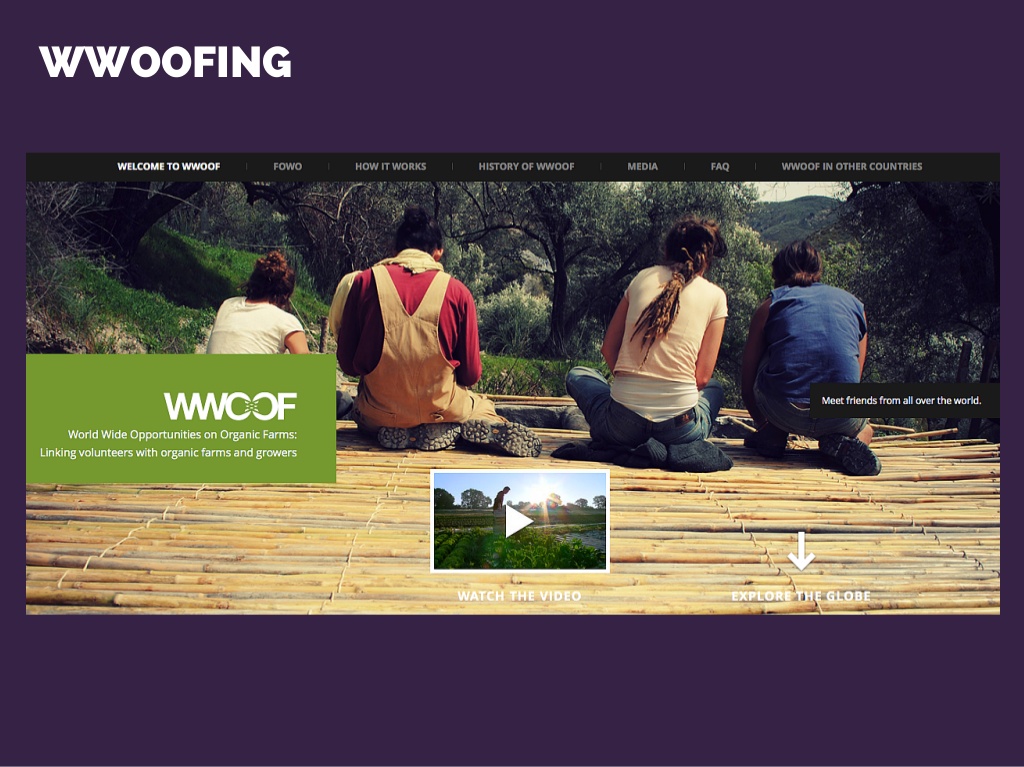 WWOOFING
WELCOME TO WWOOF
FOWO
HOW IT WORKS
HISTORY OF WWOOF
MEDIA
FAQ
WWOOF IN OTHER COUNTRIES
WWOOF
World Wide Opportunities on Organic Farms:
Linking volunteers with organic farms and growers
Meet friends from all over the world.
WATCH THE VIDEO
EXPLORE THE GLOBE